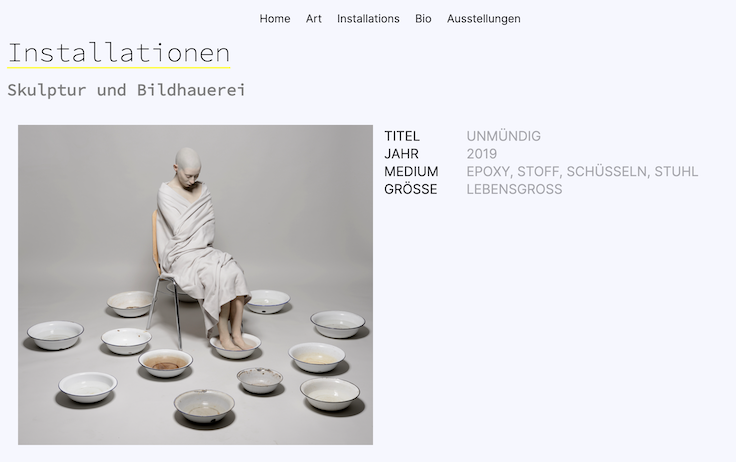 Home Art Installations Bio Ausstellungen
Installationen
Skulptur und Bildhauerei
TITEL UNMÜNDIG
JAHR 2019
MEDIUM EPOXY, STOFF, SCHÜSSELN, STUHL
GRÖSSE LEBENSGROSS